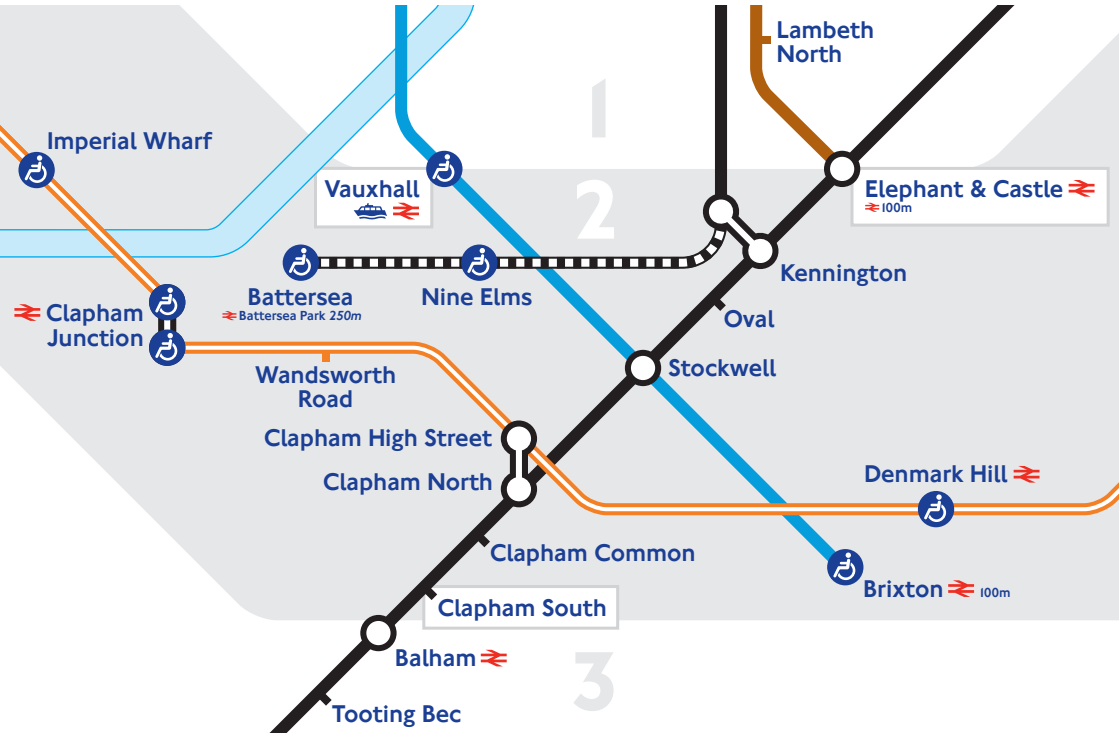 Lambeth
North
1
Imperial Wharf
Vauxhall
2
Elephant & Castle
100m
Kennington
Battersea
Battersea Park 250m
Nine Elms
Clapham
Junction
Oval
Stockwell
Wandsworth
Road
Clapham High Street
Clapham North
Denmark Hill
Clapham Common
Brixton
100m
Clapham South
Balham
3
Tooting Bec